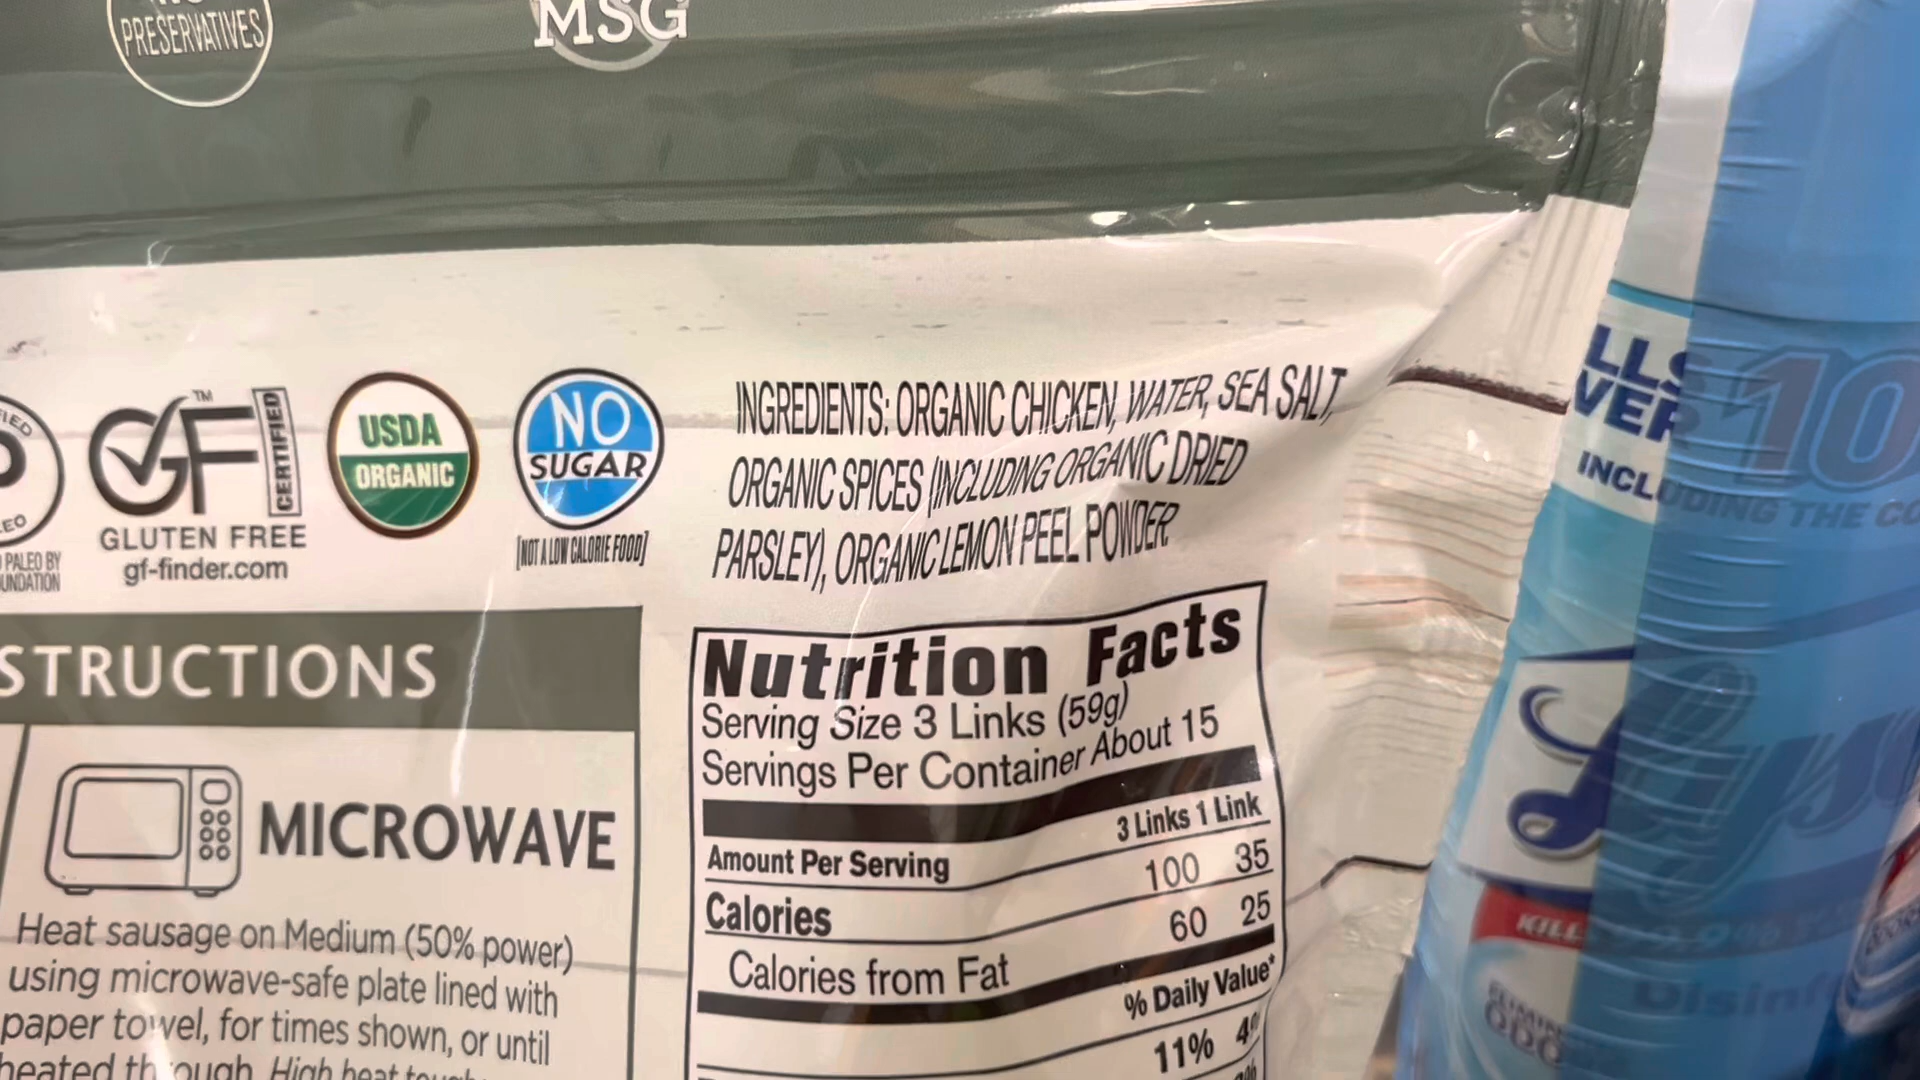 PRESERVATIVES
MSG
INGREDIENTS: ORGANIC CHICKEN, WATER, SEA SALT,
ORGANIC SPICES (INCLUDING ORGANIC DRIED
PARSLEY), ORGANIC LEMON PEEL POWDER
GF
TM
CERTIFIED
GLUTEN FREE
gf-finder.com
PALEO BY
USDA
ORGANIC
NO
SUGAR
[NOT A LOW CALORIE FOOD]
STRUCTIONS
MICROWAVE
Heat sausage on Medium (50% power)
using microwave-safe plate lined with
paper towel, for times shown, or until
heated through. High heat
Nutrition Facts
Serving Size 3 Links (59g)
Servings Per Container About 15
3 Links 1 Link
Amount Per Serving
Calories 100 35
Calories from Fat 60 25
% Daily Value*
11% 4%
LLS
VER
10
INCLUDING THE CO
Lys
KILL